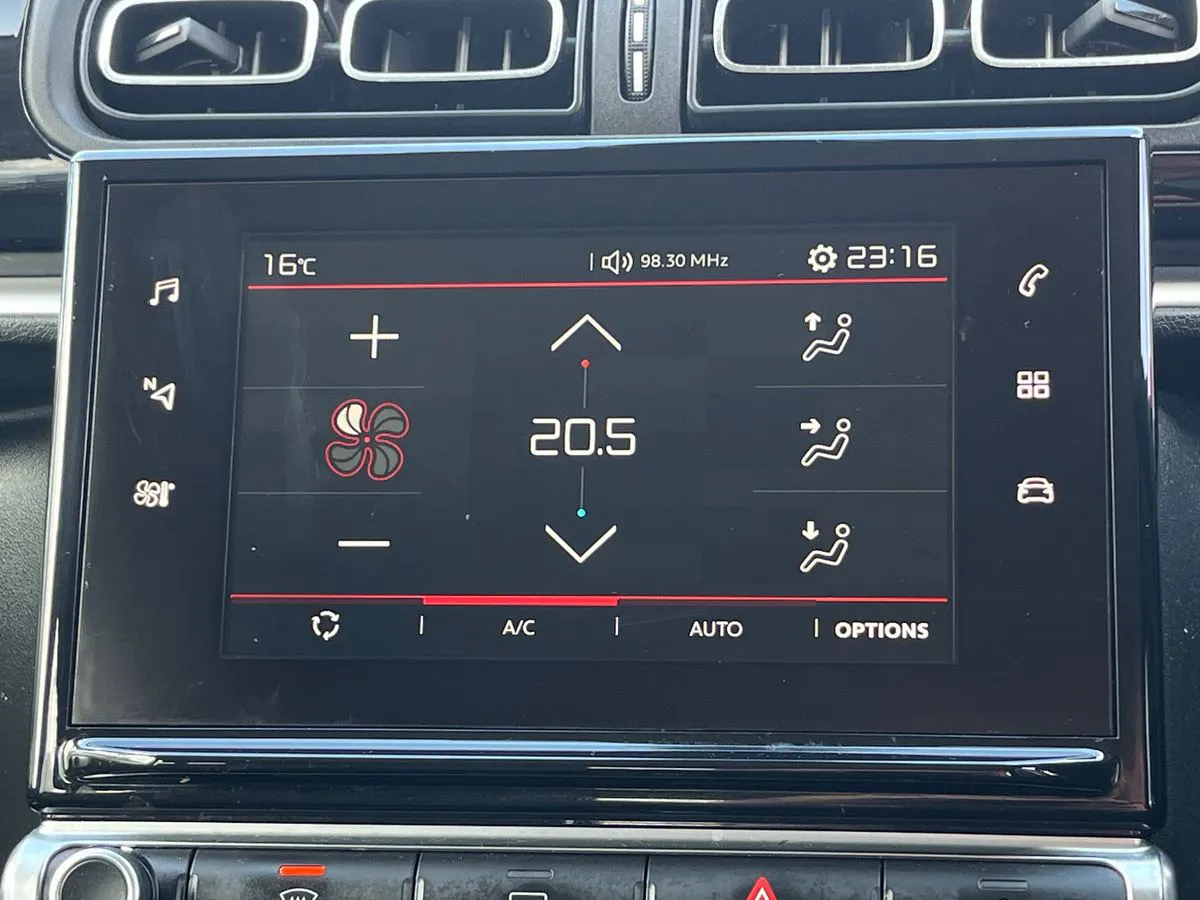 16°C
98.30 MHz
23:16
N
20.5
A/C
AUTO
OPTIONS